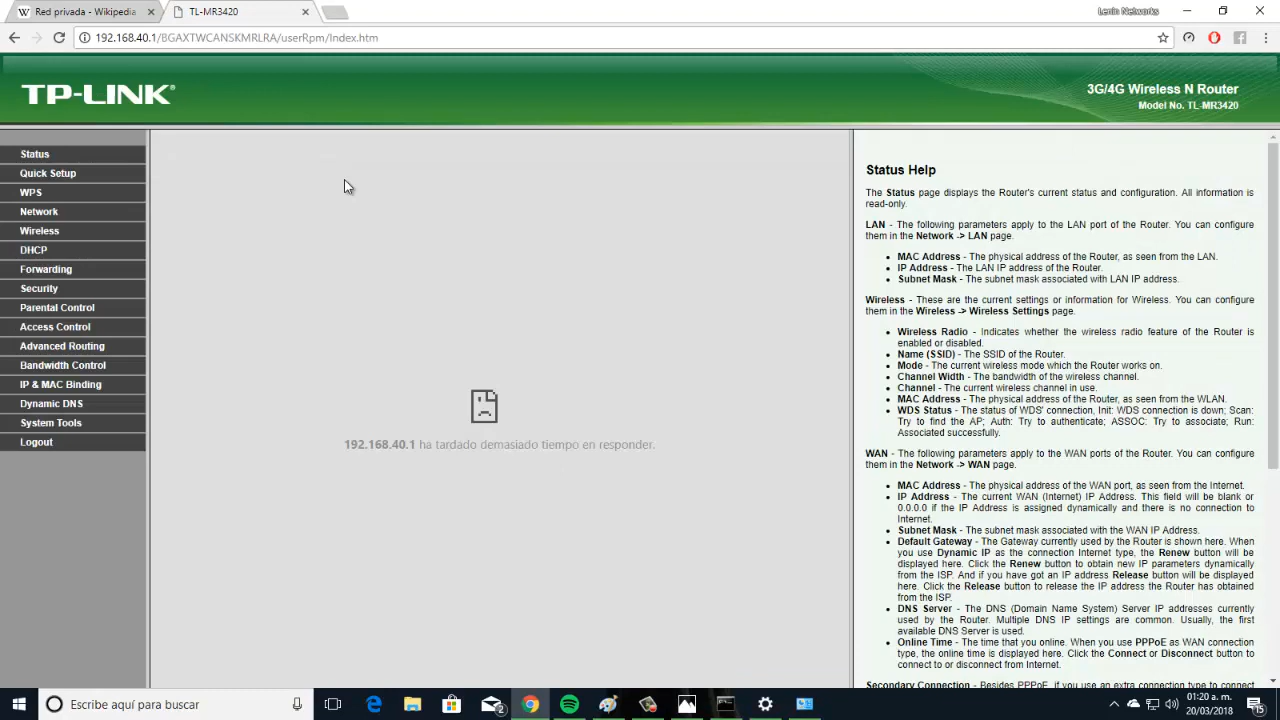 Red privada - Wikipedia
TL-MR3420
Lenin Networks
192.168.40.1/BGAXTWCANSKMRLRA/userRpm/Index.htm
TP-LINK®
3G/4G Wireless N Router
Model No. TL-MR3420
Status
Quick Setup
WPS
Network
Wireless
DHCP
Forwarding
Security
Parental Control
Access Control
Advanced Routing
Bandwidth Control
IP & MAC Binding
Dynamic DNS
System Tools
Logout
192.168.40.1 ha tardado demasiado tiempo en responder.
Status Help
The Status page displays the Router's current status and configuration. All information is
read-only.
LAN - The following parameters apply to the LAN port of the Router. You can configure
them in the Network -> LAN page.
• MAC Address - The physical address of the Router, as seen from the LAN.
• IP Address - The LAN IP address of the Router.
• Subnet Mask - The subnet mask associated with LAN IP address.
Wireless - These are the current settings or information for Wireless. You can configure
them in the Wireless -> Wireless Settings page.
• Wireless Radio - Indicates whether the wireless radio feature of the Router is
enabled or disabled.
• Name (SSID) - The SSID of the Router.
• Mode - The current wireless mode which the Router works on.
• Channel Width - The bandwidth of the wireless channel.
• Channel - The current wireless channel in use.
• MAC Address - The physical address of the Router, as seen from the WLAN.
• WDS Status - The status of WDS' connection, Init: WDS connection is down; Scan:
Try to find the AP; Auth: Try to authenticate; ASSOC: Try to associate; Run:
Associated successfully.
WAN - The following parameters apply to the WAN ports of the Router. You can configure
them in the Network -> WAN page.
• MAC Address - The physical address of the WAN port, as seen from the Internet.
• IP Address - The current WAN (Internet) IP Address. This field will be blank or
0.0.0.0 if the IP Address is assigned dynamically and there is no connection to
Internet.
• Subnet Mask - The subnet mask associated with the WAN IP Address.
• Default Gateway - The Gateway currently used by the Router is shown here. When
you use Dynamic IP as the connection Internet type, the Renew button will be
displayed here. Click the Renew button to obtain new IP parameters dynamically
from the ISP. And if you have got an IP address Release button will be displayed
here. Click the Release button to release the IP address the Router has obtained
from the ISP.
• DNS Server - The DNS (Domain Name System) Server IP addresses currently
used by the Router. Multiple DNS IP settings are common. Usually, the first
available DNS Server is used.
• Online Time - The time that you online. When you use PPPoE as WAN connection
type, the online time is displayed here. Click the Connect or Disconnect button to
connect to or disconnect from Internet.
Secondary Connection - Besides PPPoE, if you use an extra connection type to connect
Escribe aquí para buscar
2
01:20 a. m.
20/03/2018
15